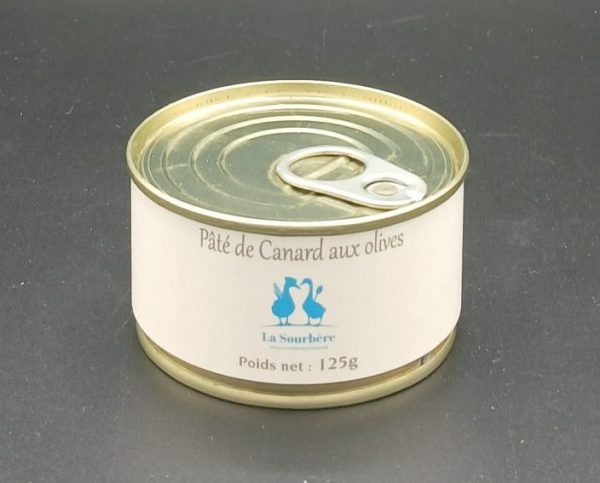 Pâté de Canard aux olives
La Sourbère
Poids net : 125g